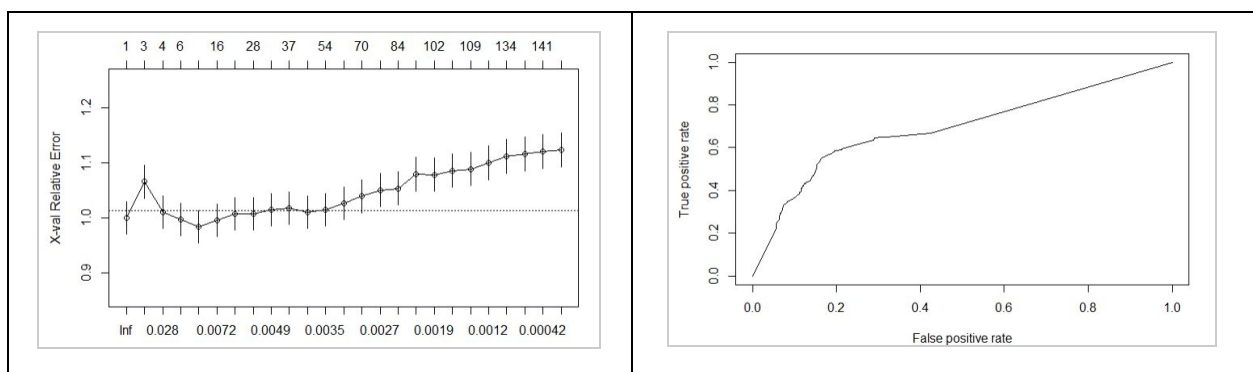 1 3 4 6 16 28 37 54 70 84 102 109 134 141
X-val Relative Error
1.2
1.1
1.0
0.9
Inf 0.028 0.0072 0.0049 0.0035 0.0027 0.0019 0.0012 0.00042
True positive rate
1.0
0.8
0.6
0.4
0.2
0.0
0.0 0.2 0.4 0.6 0.8 1.0
False positive rate